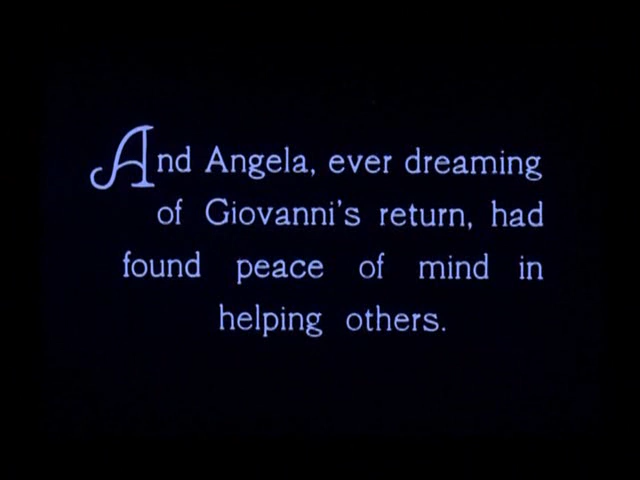 And Angela, ever dreaming
of Giovanni's return, had
found peace of mind in
helping others.